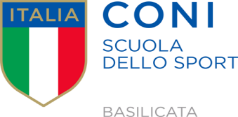 ITALIA
CONI
SCUOLA
DELLO SPORT
BASILICATA